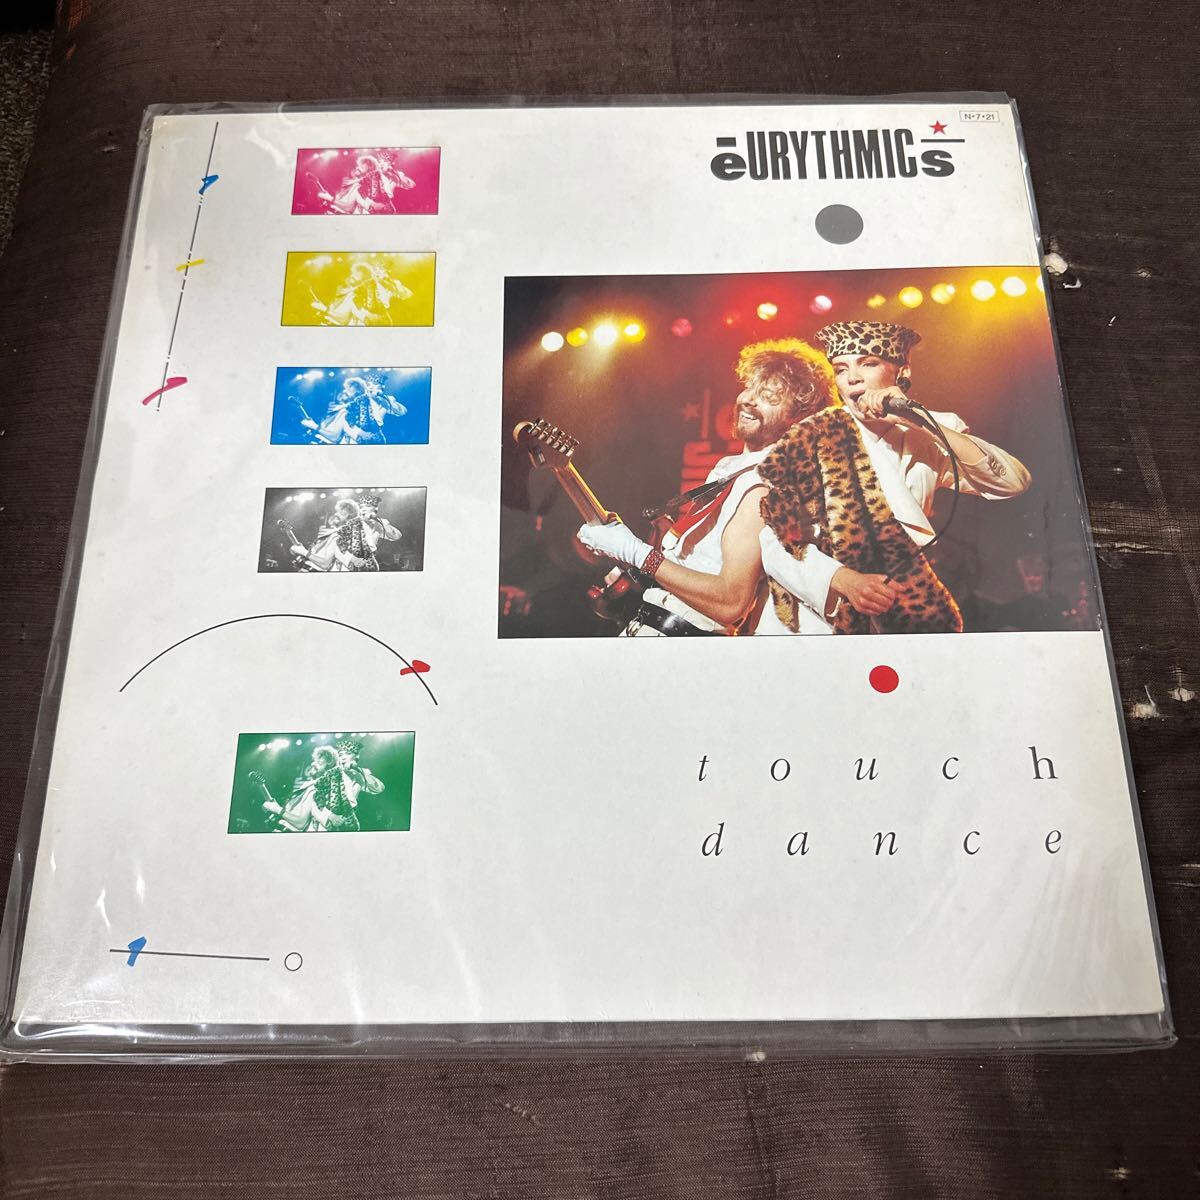 N•7•21
eURYTHMICs
touch
dance